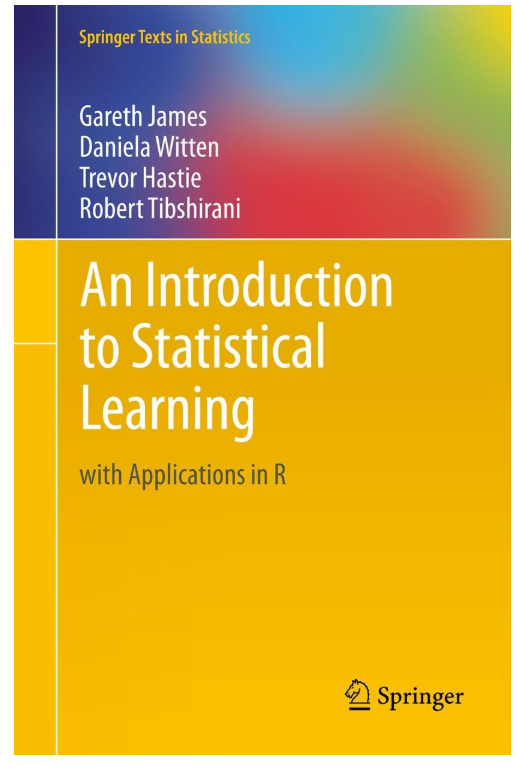 Springer Texts in Statistics
Gareth James
Daniela Witten
Trevor Hastie
Robert Tibshirani
An Introduction
to Statistical
Learning
with Applications in R
Springer